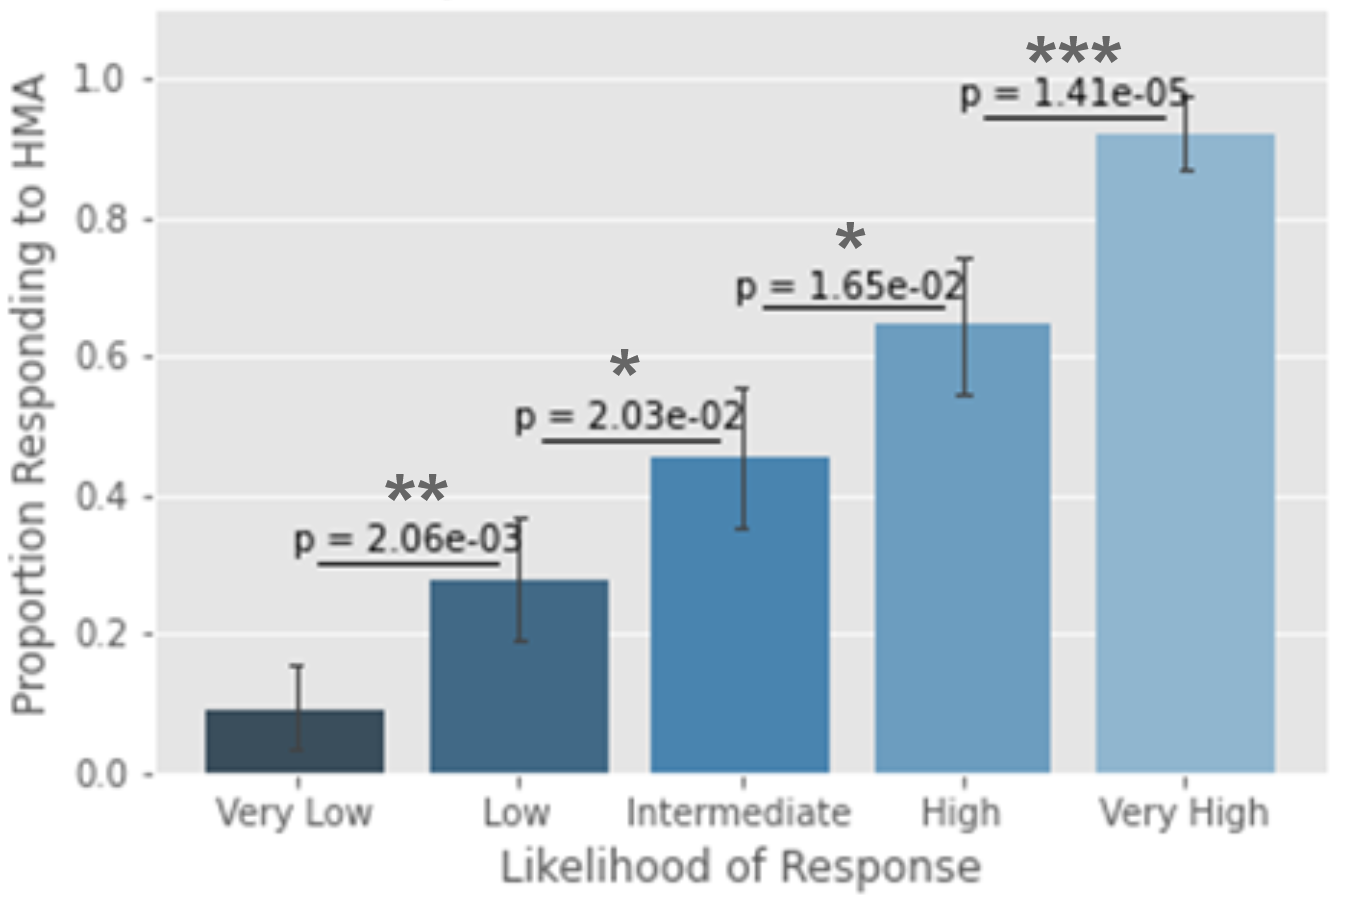 ***
1.0
p = 1.41e-05
0.8
*
p = 1.65e-02
0.6
*
p = 2.03e-02
0.4
**
p = 2.06e-03
0.2
0.0
Proportion Responding to HMA
Very Low Low Intermediate High Very High
Likelihood of Response